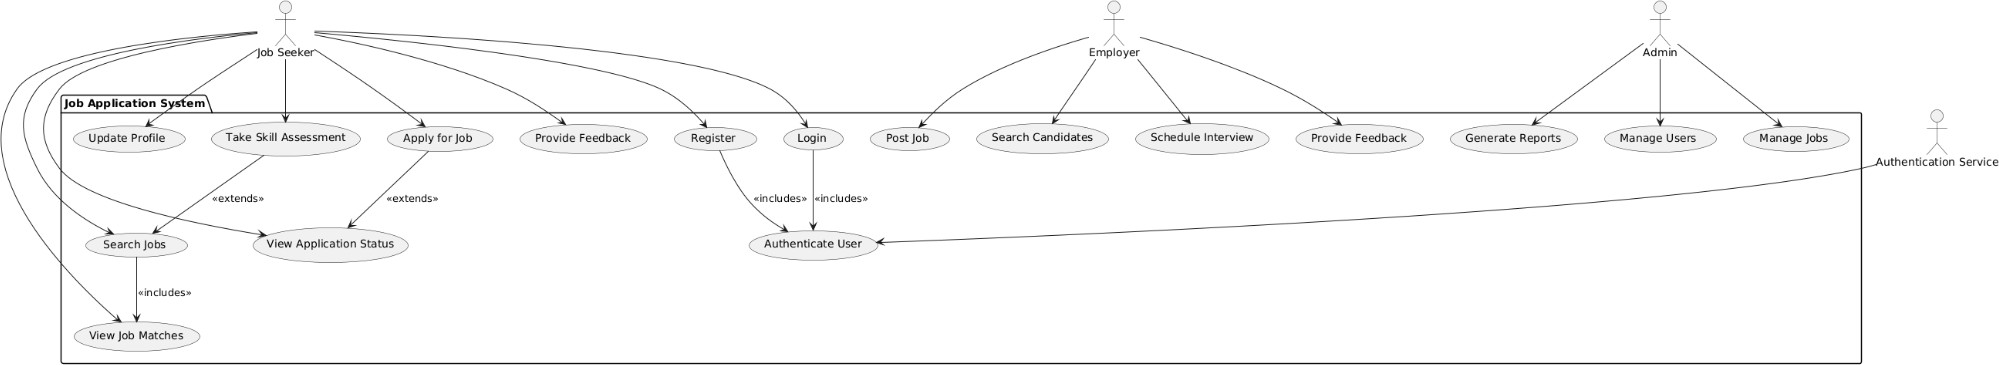 Job Seeker
Employer
Admin
Job Application System
Update Profile
Take Skill Assessment
Apply for Job
Provide Feedback
Register
Login
Post Job
Search Candidates
Schedule Interview
Provide Feedback
Generate Reports
Manage Users
Manage Jobs
Authentication Service
«extends»
«extends»
«includes»
«includes»
Search Jobs
View Application Status
Authenticate User
«includes»
View Job Matches